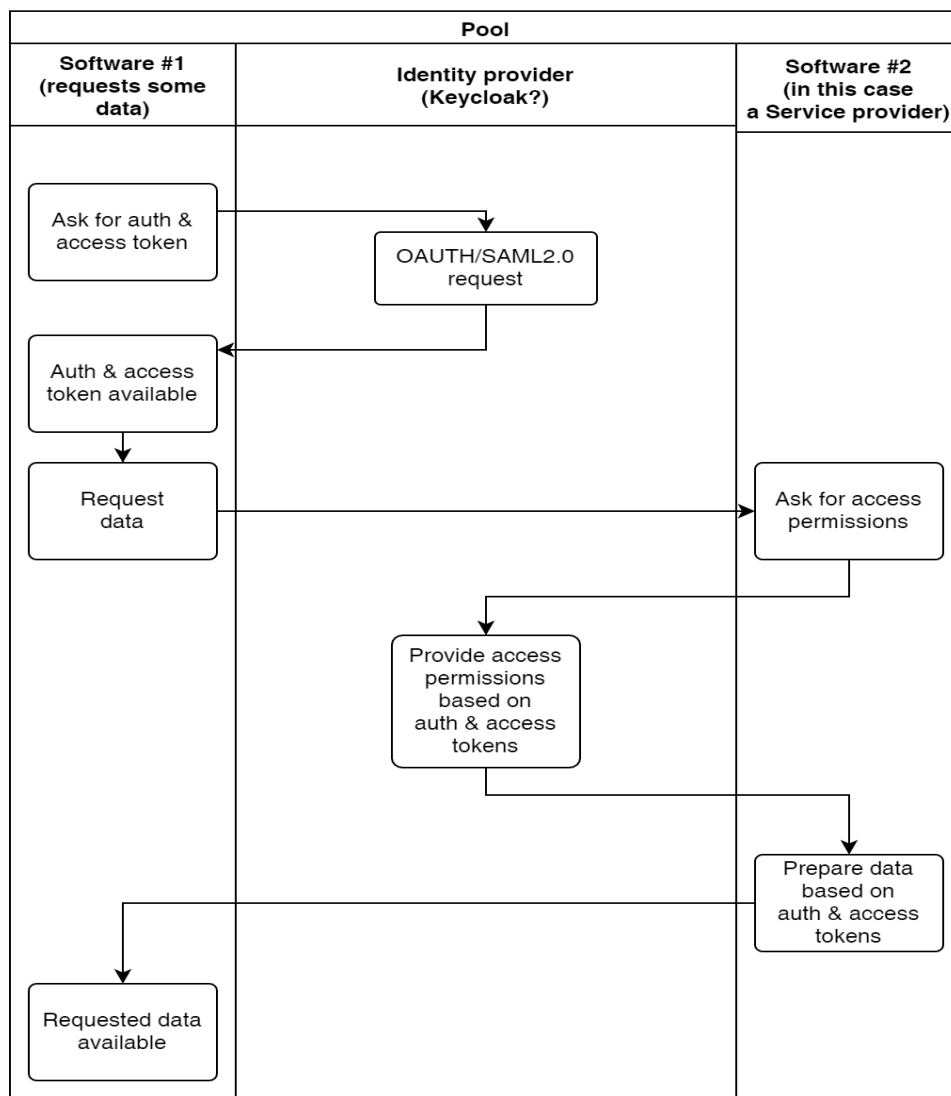 Pool
Software #1
(requests some
data)
Identity provider
(Keycloak?)
Software #2
(in this case
a Service provider)
Ask for auth &
access token
OAUTH/SAML2.0
request
Auth & access
token available
Request
data
Ask for access
permissions
Provide access
permissions
based on
auth & access
tokens
Prepare data
based on
auth & access
tokens
Requested data
available